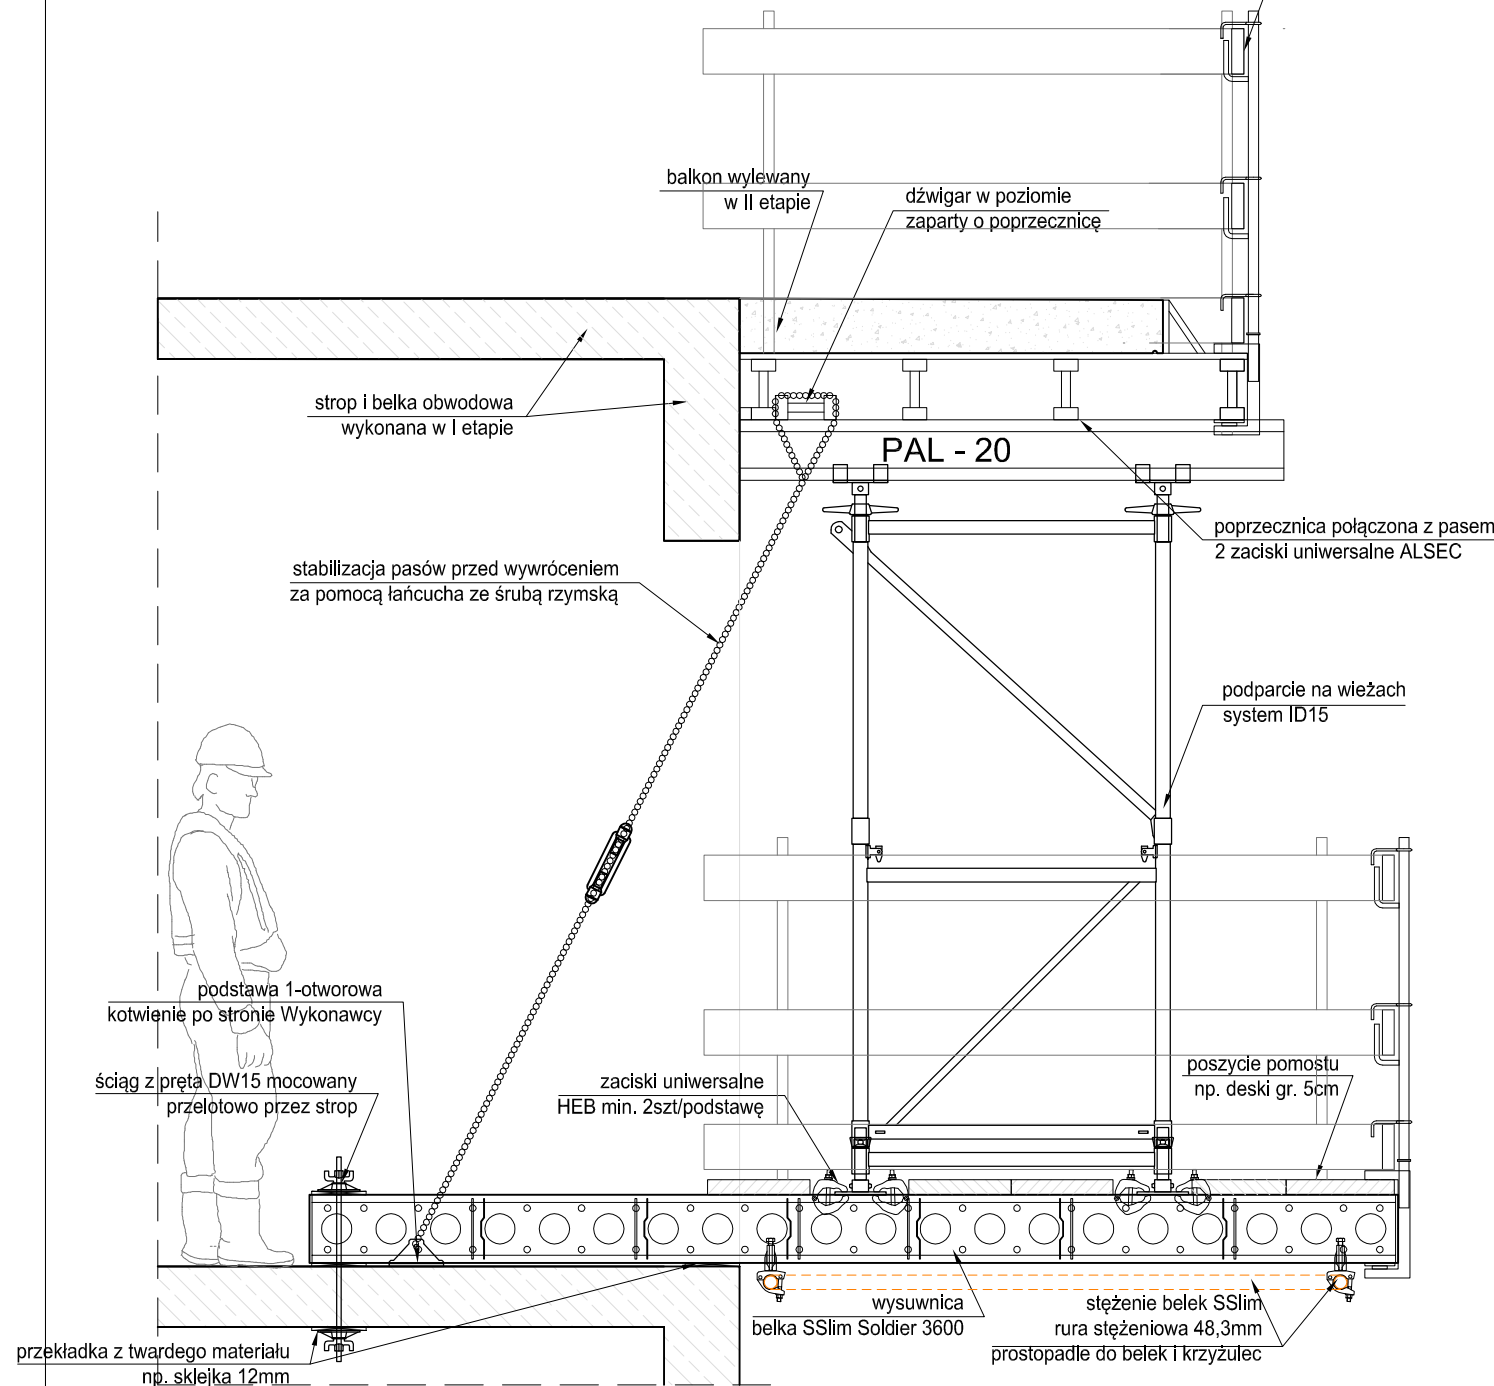 balkon wylewany
w II etapie
dźwigar w poziomie
zaparty o poprzecznicę
strop i belka obwodowa
wykonana w I etapie
PAL - 20
poprzecznica połączona z pasem
2 zaciski uniwersalne ALSEC
stabilizacja pasów przed wywróceniem
za pomocą łańcucha ze śrubą rzymską
podparcie na wieżach
system ID15
podstawa 1-otworowa
kotwienie po stronie Wykonawcy
ściąg z pręta DW15 mocowany
przelotowo przez strop
zaciski uniwersalne
HEB min. 2szt/podstawę
poszycie pomostu
np. deski gr. 5cm
wysuwnica
belka SSlim Soldier 3600
stężenie belek SSlim
rura stężeniowa 48,3mm
prostopadle do belek i krzyżulec
przekładka z twardego materiału
np. sklejka 12mm